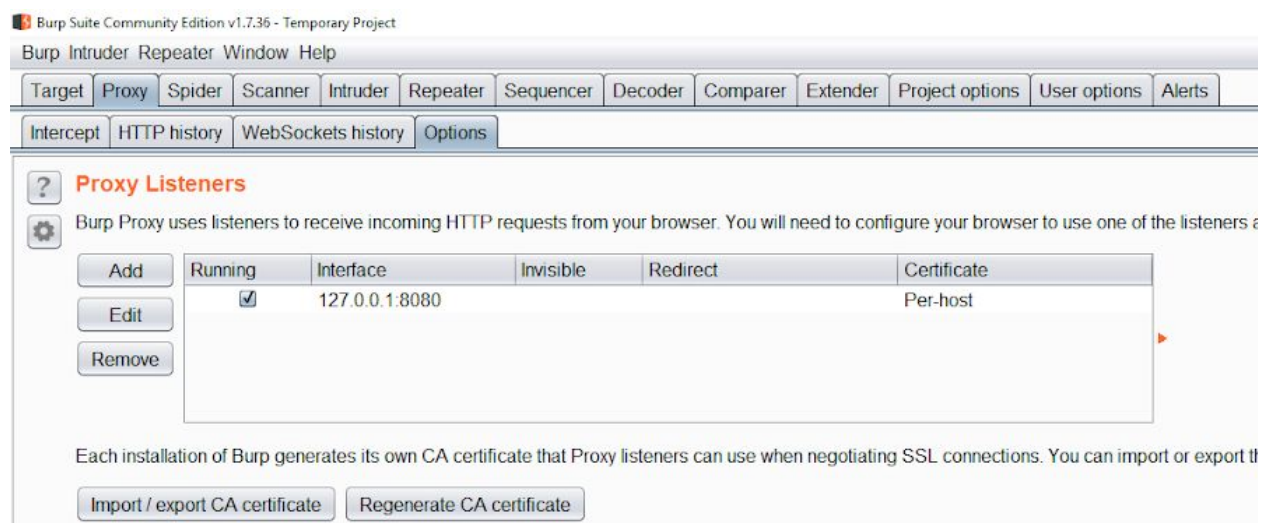 Burp Suite Community Edition v1.7.36 - Temporary Project
Burp Intruder Repeater Window Help
Target Proxy Spider Scanner Intruder Repeater Sequencer Decoder Comparer Extender Project options User options Alerts
Intercept HTTP history WebSockets history Options
? Proxy Listeners
Burp Proxy uses listeners to receive incoming HTTP requests from your browser. You will need to configure your browser to use one of the listeners
Add Running Interface Invisible Redirect Certificate
127.0.0.1:8080 Per-host
Edit
Remove
Each installation of Burp generates its own CA certificate that Proxy listeners can use when negotiating SSL connections. You can import or export
Import / export CA certificate Regenerate CA certificate